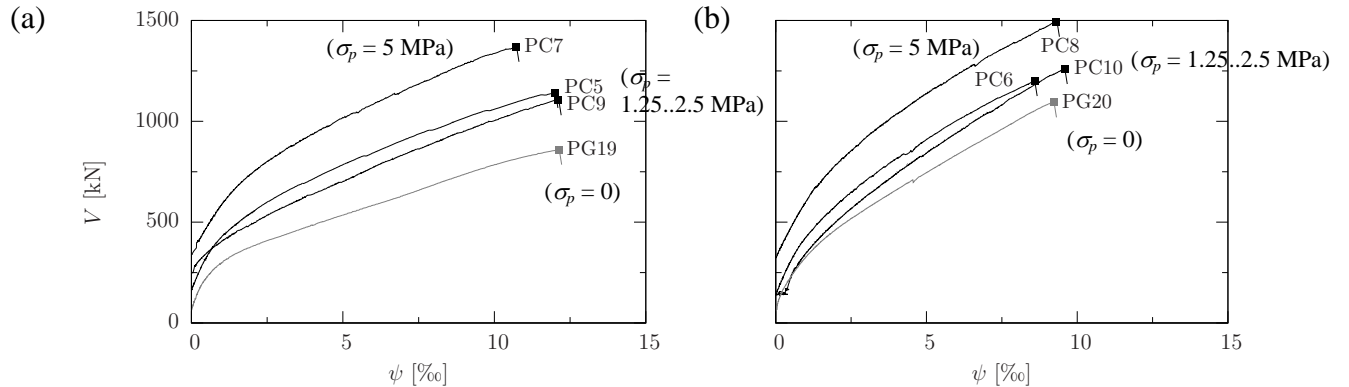 (a)
1500
1000
500
0
V [kN]
0
5
10
15
ψ [‰]
(σp = 5 MPa)
PC7
PC5
(σp =
PC9
1.25..2.5 MPa)
PG19
(σp = 0)
(b)
(σp = 5 MPa)
PC8
(σp = 1.25..2.5 MPa)
PC10
PC6
PG20
(σp = 0)
0
5
10
15
ψ [‰]